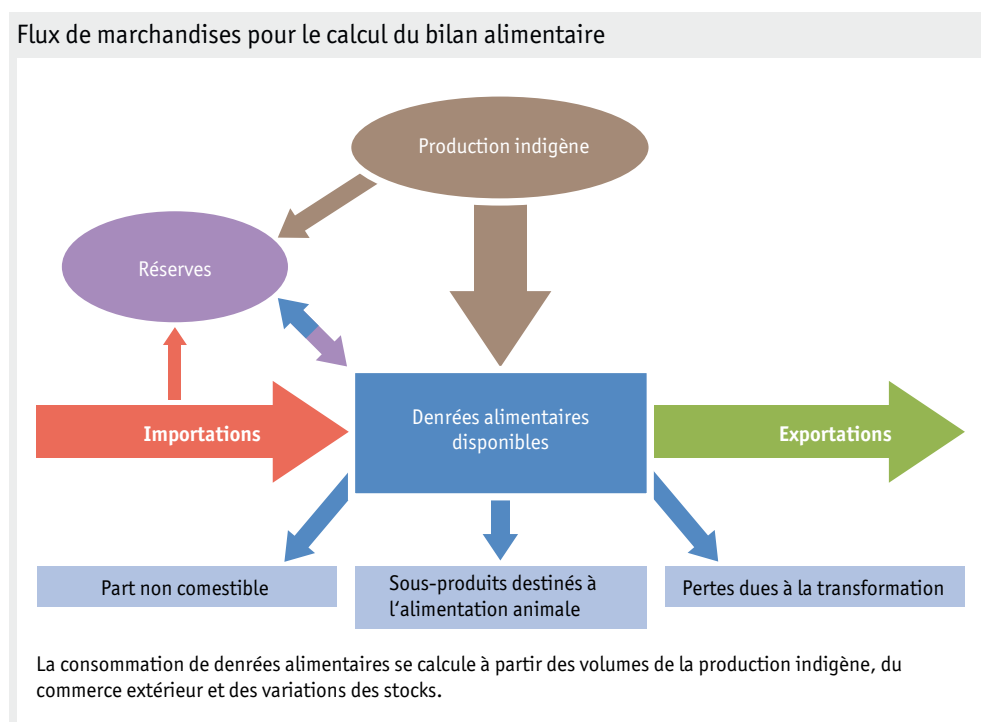 Flux de marchandises pour le calcul du bilan alimentaire
Production indigène
Réserves
Importations
Denrées alimentaires
disponibles
Exportations
Part non comestible
Sous-produits destinés à
l‘alimentation animale
Pertes dues à la transformation
La consommation de denrées alimentaires se calcule à partir des volumes de la production indigène, du
commerce extérieur et des variations des stocks.